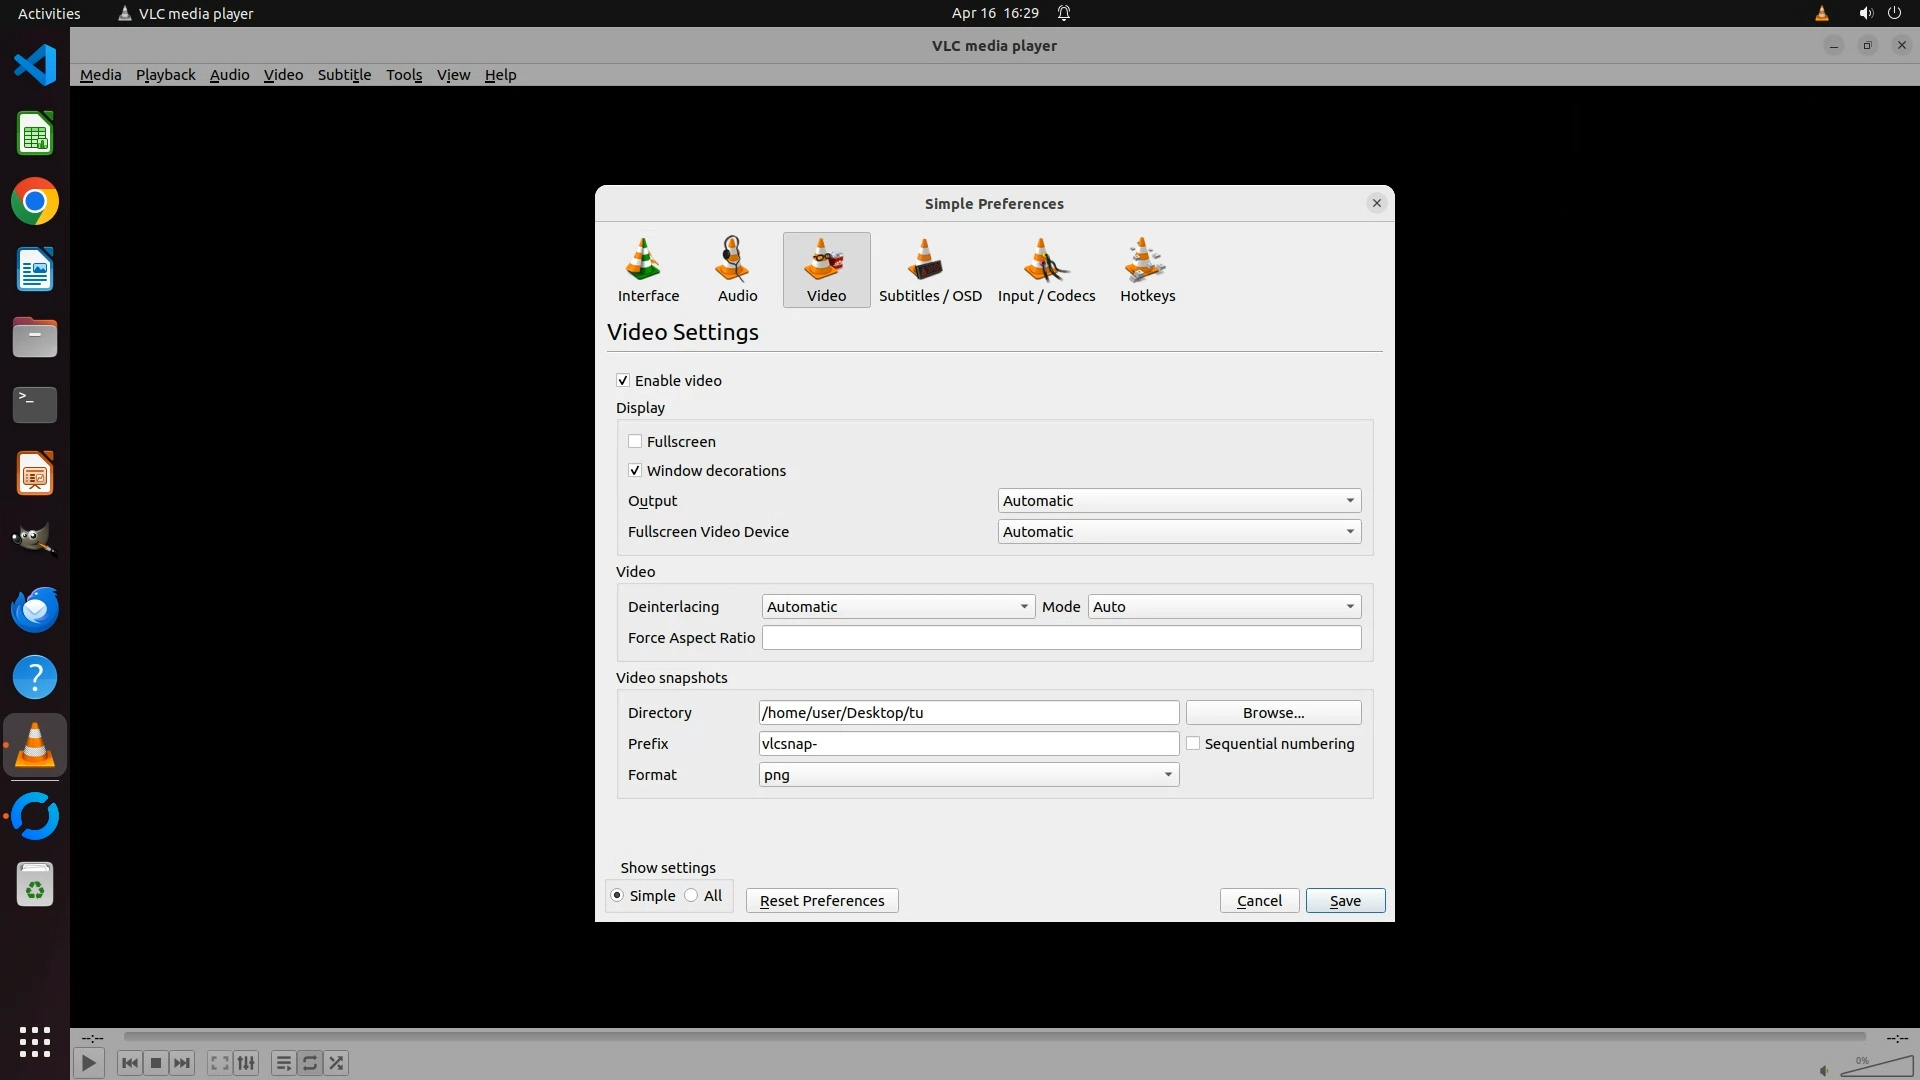 Activities
VLC media player
Apr 16 16:29
VLC media player
Media Playback Audio Video Subtitle Tools View Help
Simple Preferences
Interface
Audio
Video
Subtitles / OSD
Input / Codecs
Hotkeys
Video Settings
Enable video
Display
Fullscreen
Window decorations
Output
Automatic
Fullscreen Video Device
Automatic
Video
Deinterlacing
Automatic
Mode
Auto
Force Aspect Ratio
Video snapshots
Directory
/home/user/Desktop/tu
Browse...
Prefix
vlcsnap-
Sequential numbering
Format
png
Show settings
Simple
All
Reset Preferences
Cancel
Save
--:--
--:--
0%